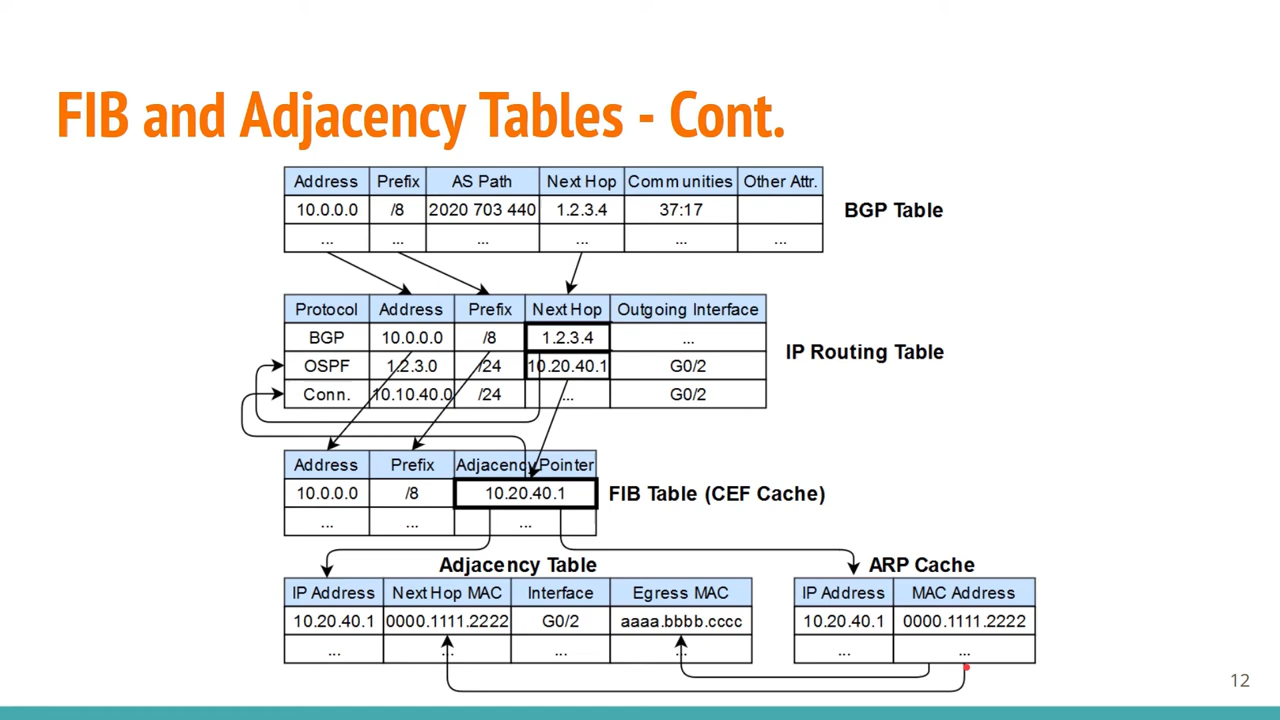 FIB and Adjacency Tables - Cont.
Address Prefix AS Path Next Hop Communities Other Attr.
10.0.0.0 /8 2020 703 440 1.2.3.4 37:17
... ... ... ... ... ...
BGP Table
Protocol Address Prefix Next Hop Outgoing Interface
BGP 10.0.0.0 /8 1.2.3.4 ...
OSPF 1.2.3.0 /24 10.20.40.1 G0/2
Conn. 10.10.40.0 /24 ... G0/2
IP Routing Table
Address Prefix Adjacency Pointer
10.0.0.0 /8 10.20.40.1
... ... ...
FIB Table (CEF Cache)
Adjacency Table
IP Address Next Hop MAC Interface Egress MAC
10.20.40.1 0000.1111.2222 G0/2 aaaa.bbbb.cccc
... ... ... ...
ARP Cache
IP Address MAC Address
10.20.40.1 0000.1111.2222
... ...
12